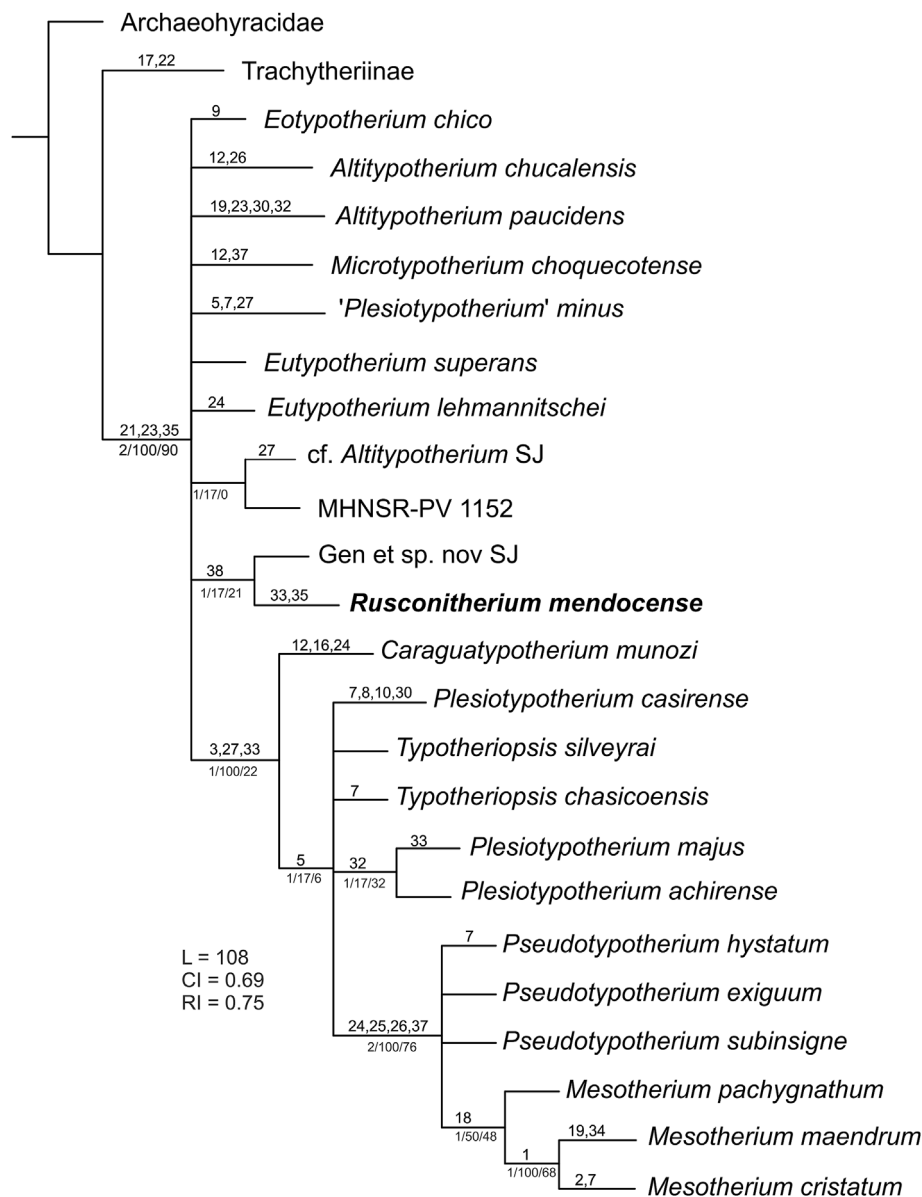 Archaeohyracidae
17,22
Trachytheriinae
9
Eotypotherium chico
12,26
Altitypotherium chucalensis
19,23,30,32
Altitypotherium paucidens
12,37
Microtypotherium choquecotense
5,7,27
'Plesiotypotherium' minus
Eutypotherium superans
24
Eutypotherium lehmannitschei
21,23,35
2/100/90
27
cf. Altitypotherium SJ
1/17/0
MHNSR-PV 1152
Gen et sp. nov SJ
38
1/17/21
33,35
Rusconitherium mendocense
12,16,24
Caraguatypotherium munozi
7,8,10,30
Plesiotypotherium casirense
3,27,33
1/100/22
Typotheriopsis silveyrai
7
Typotheriopsis chasicoensis
33
Plesiotypotherium majus
5
1/17/6
32
1/17/32
Plesiotypotherium achirense
7
Pseudotypotherium hystatum
L = 108
CI = 0.69
RI = 0.75
Pseudotypotherium exiguum
24,25,26,37
2/100/76
Pseudotypotherium subinsigne
Mesotherium pachygnathum
18
1/50/48
19,34
Mesotherium maendrum
1
1/100/68
2,7
Mesotherium cristatum